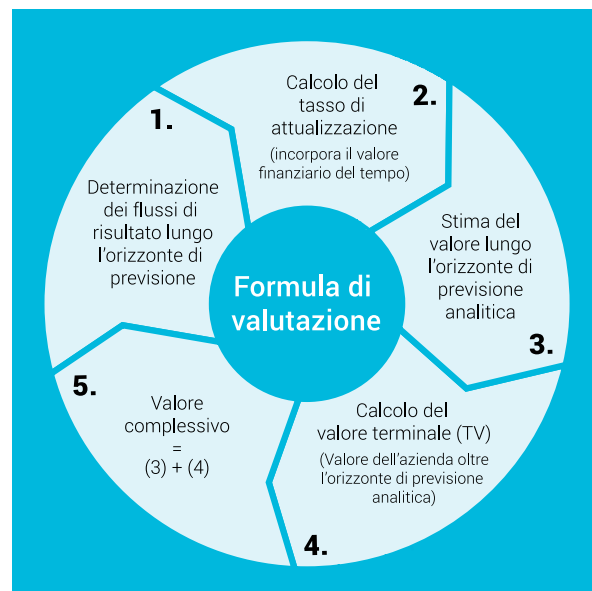 1.
Determinazione
dei flussi di
risultato lungo
l'orizzonte di
previsione
2.
Calcolo del
tasso di
attualizzazione
(incorpora il valore
finanziario del tempo)
3.
Stima del
valore lungo
l'orizzonte di
previsione
analitica
4.
Calcolo del
valore terminale (TV)
(Valore dell'azienda oltre
l'orizzonte di previsione
analitica)
5.
Valore
complessivo
=
(3) + (4)
Formula di
valutazione